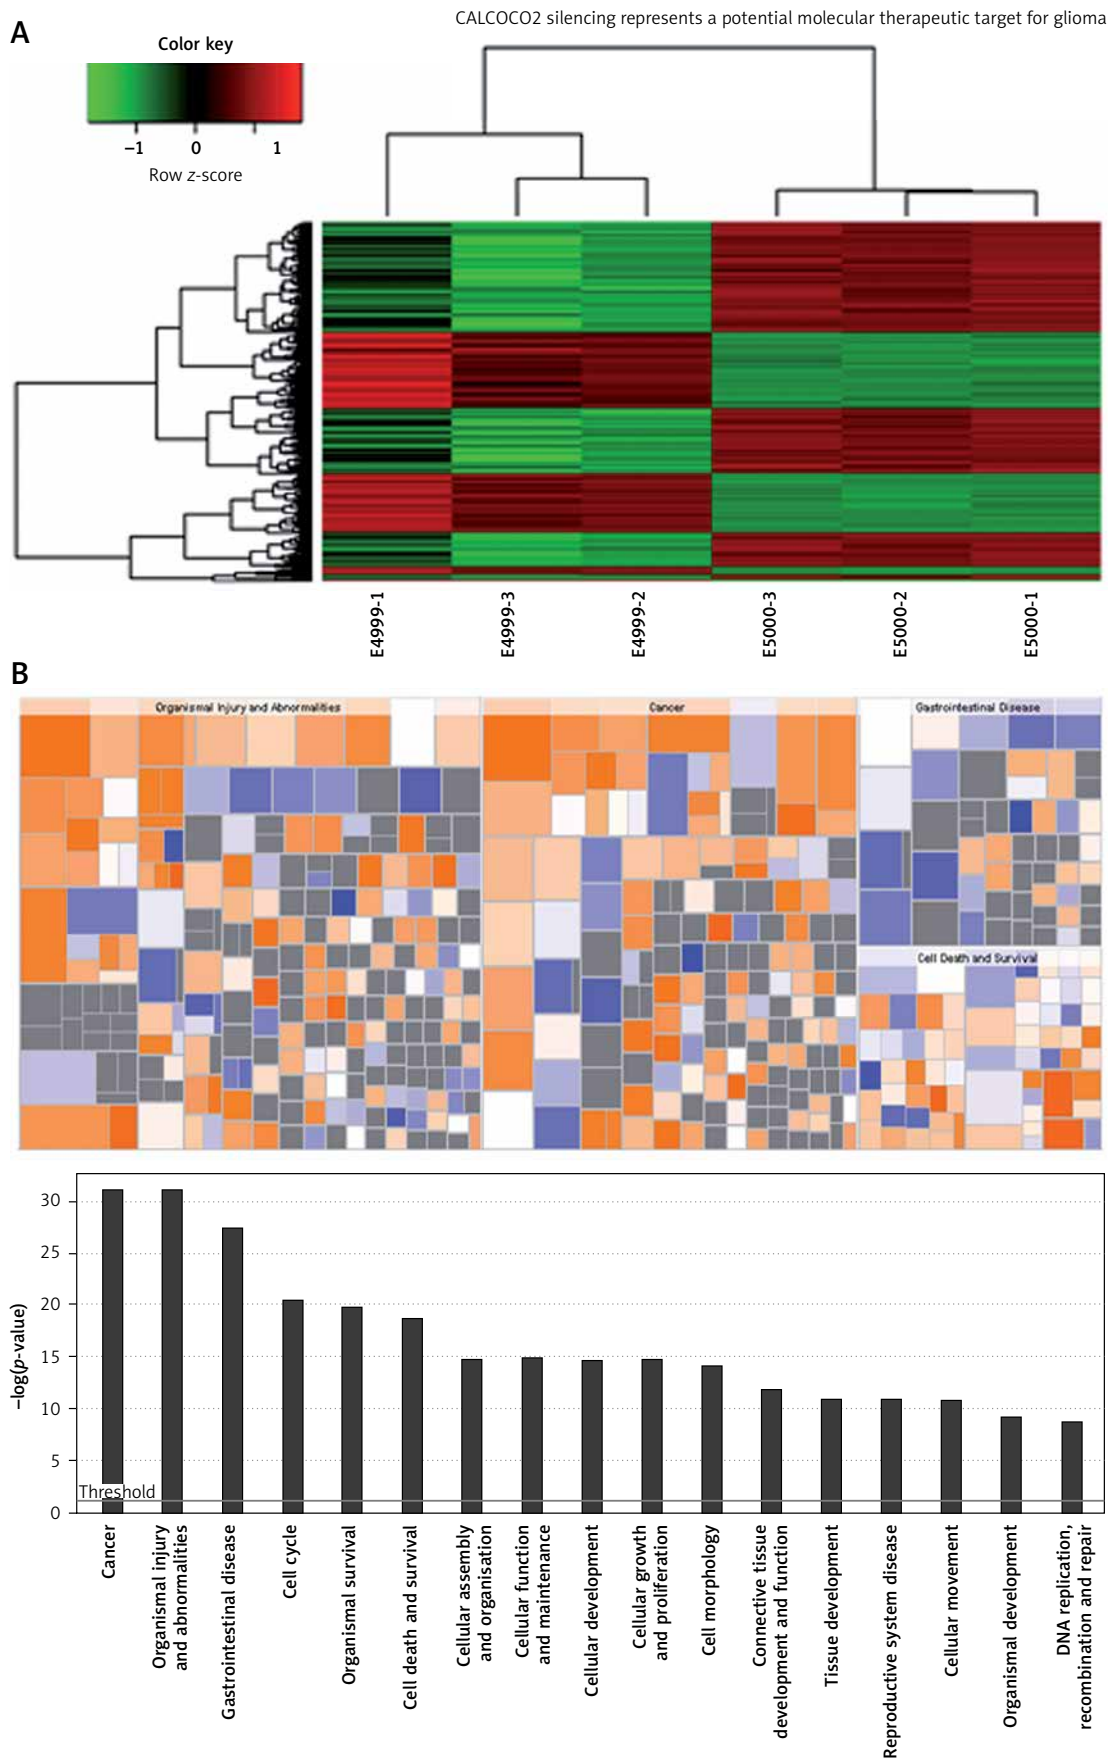 CALCOCO2 silencing represents a potential molecular therapeutic target for glioma
A
Color key
–1 0 1
Row z-score
E4999-1
E4999-3
E4999-2
E5000-3
E5000-2
E5000-1
B
Organismal Injury and Abnormalities
Cancer
Gastrointestinal Disease
Cell Death and Survival
–log(p-value)
30
25
20
15
10
5
0
Threshold
Cancer
Organismal injury
and abnormalities
Gastrointestinal disease
Cell cycle
Organismal survival
Cell death and survival
Cellular assembly
and organisation
Cellular function
and maintenance
Cellular development
Cellular growth
and proliferation
Cell morphology
Connective tissue
development and function
Tissue development
Reproductive system disease
Cellular movement
Organismal development
DNA replication,
recombination and repair